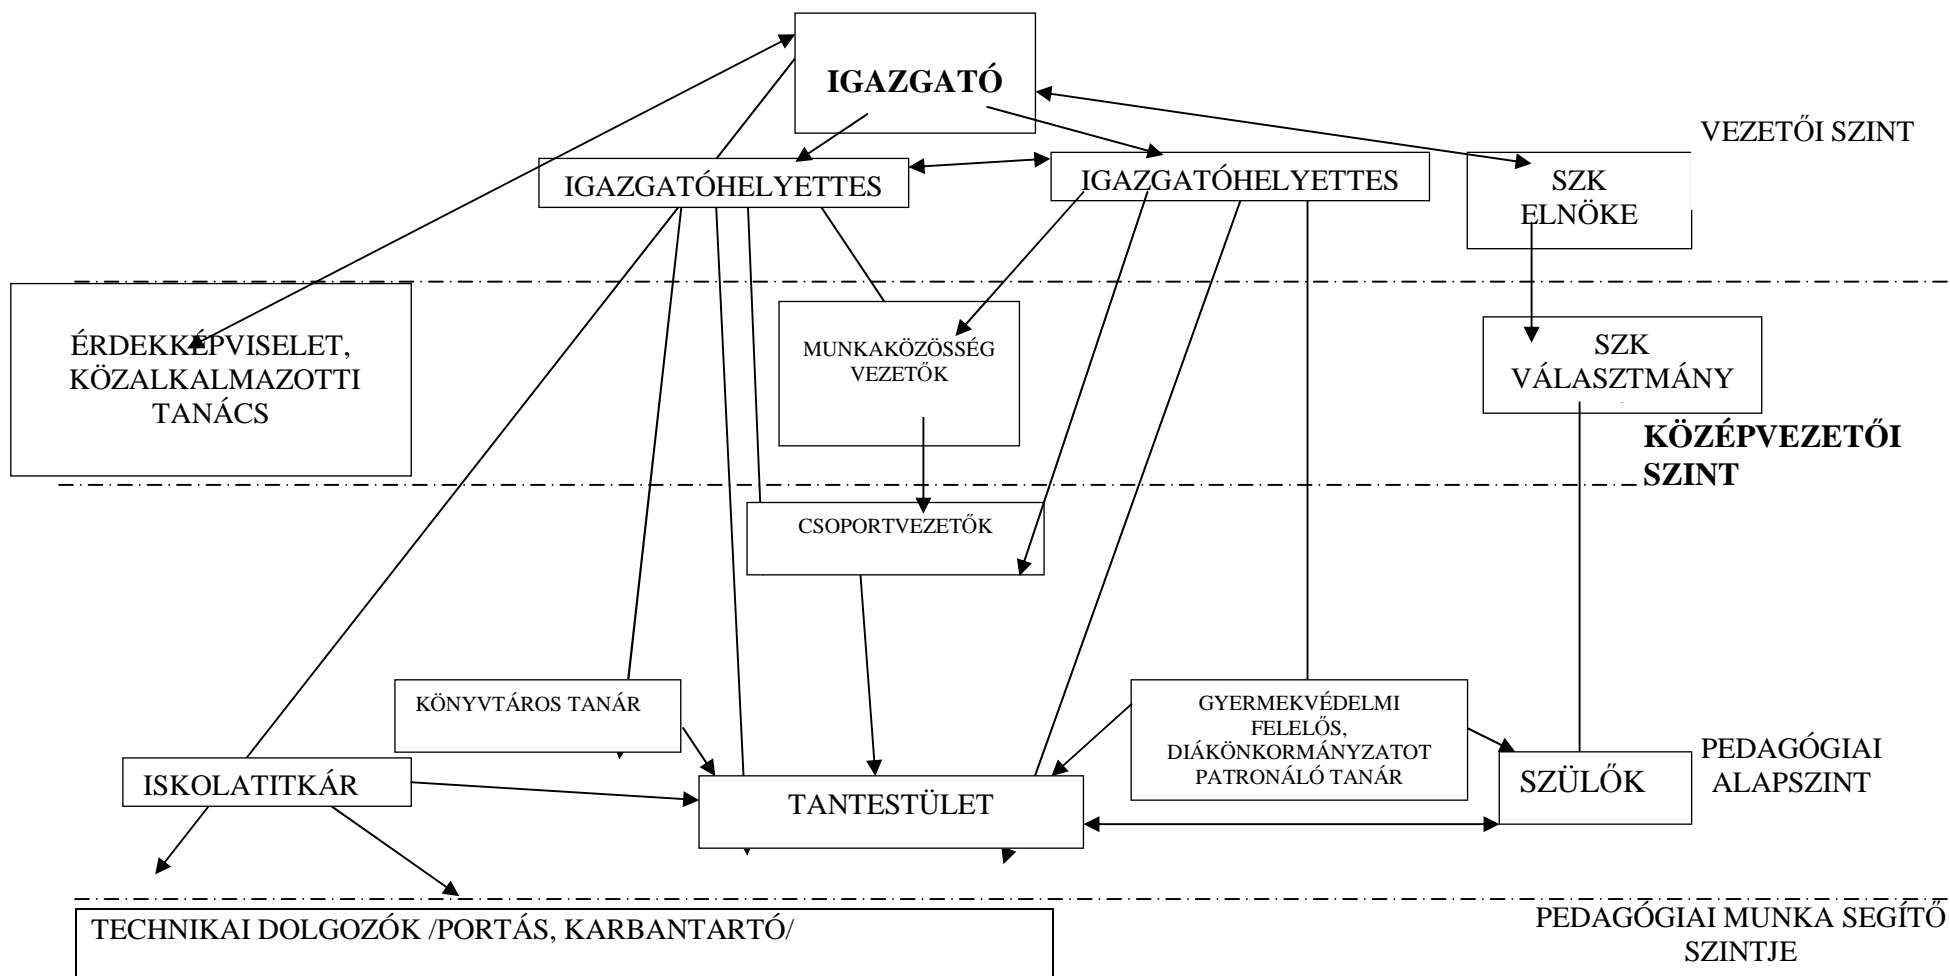 IGAZGATÓ
VEZETŐI SZINT
IGAZGATÓHELYETTES
IGAZGATÓHELYETTES
SZK
ELNÖKE
ÉRDEKKÉPVISELET,
KÖZALKALMAZOTTI
TANÁCS
MUNKAKÖZÖSSÉG
VEZETŐK
SZK
VÁLASZTMÁNY
KÖZÉPVEZETŐI
SZINT
CSOPORTVEZETŐK
KÖNYVTÁROS TANÁR
GYERMEKVÉDELMI
FELELŐS,
DIÁKÖNKORMÁNYZATOT
PATRONÁLÓ TANÁR
ISKOLATITKÁR
TANTESTÜLET
SZÜLŐK
PEDAGÓGIAI
ALAPSZINT
TECHNIKAI DOLGOZÓK /PORTÁS, KARBANTARTÓ/
PEDAGÓGIAI MUNKA SEGÍTŐ
SZINTJE